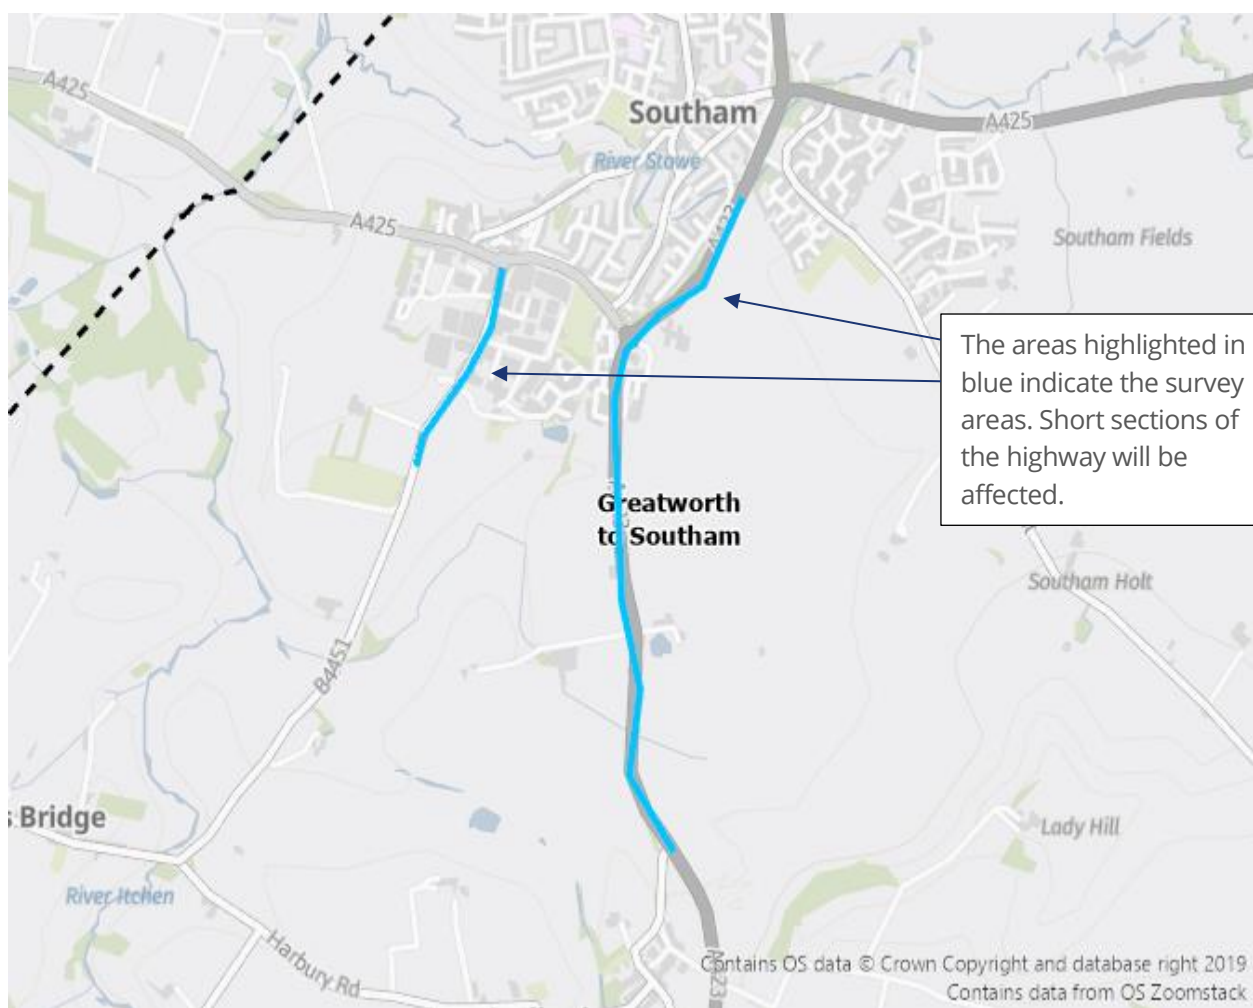 A425
Southam
A425
River Stowe
A425
A423
Southam Fields
The areas highlighted in
blue indicate the survey
areas. Short sections of
the highway will be
affected.
Greatworth
to Southam
Southam Holt
B4451
s Bridge
Lady Hill
River Itchen
Harbury Rd
A423
Contains OS data © Crown Copyright and database right 2019
Contains data from OS Zoomstack